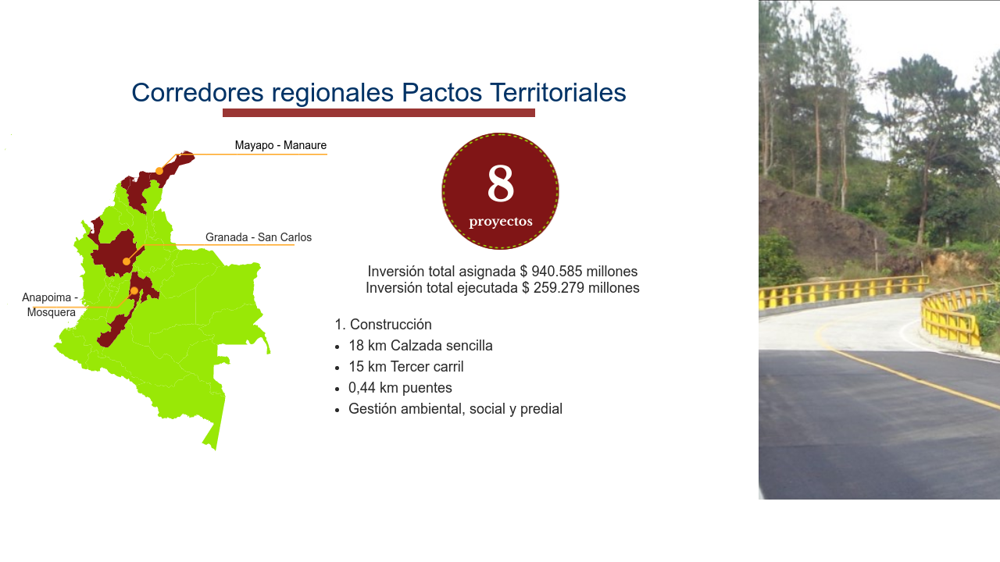 Corredores regionales Pactos Territoriales
Mayapo - Manaure
Granada - San Carlos
Anapoima -
Mosquera
8
proyectos
Inversión total asignada $ 940.585 millones
Inversión total ejecutada $ 259.279 millones
1. Construcción
• 18 km Calzada sencilla
• 15 km Tercer carril
• 0,44 km puentes
• Gestión ambiental, social y predial